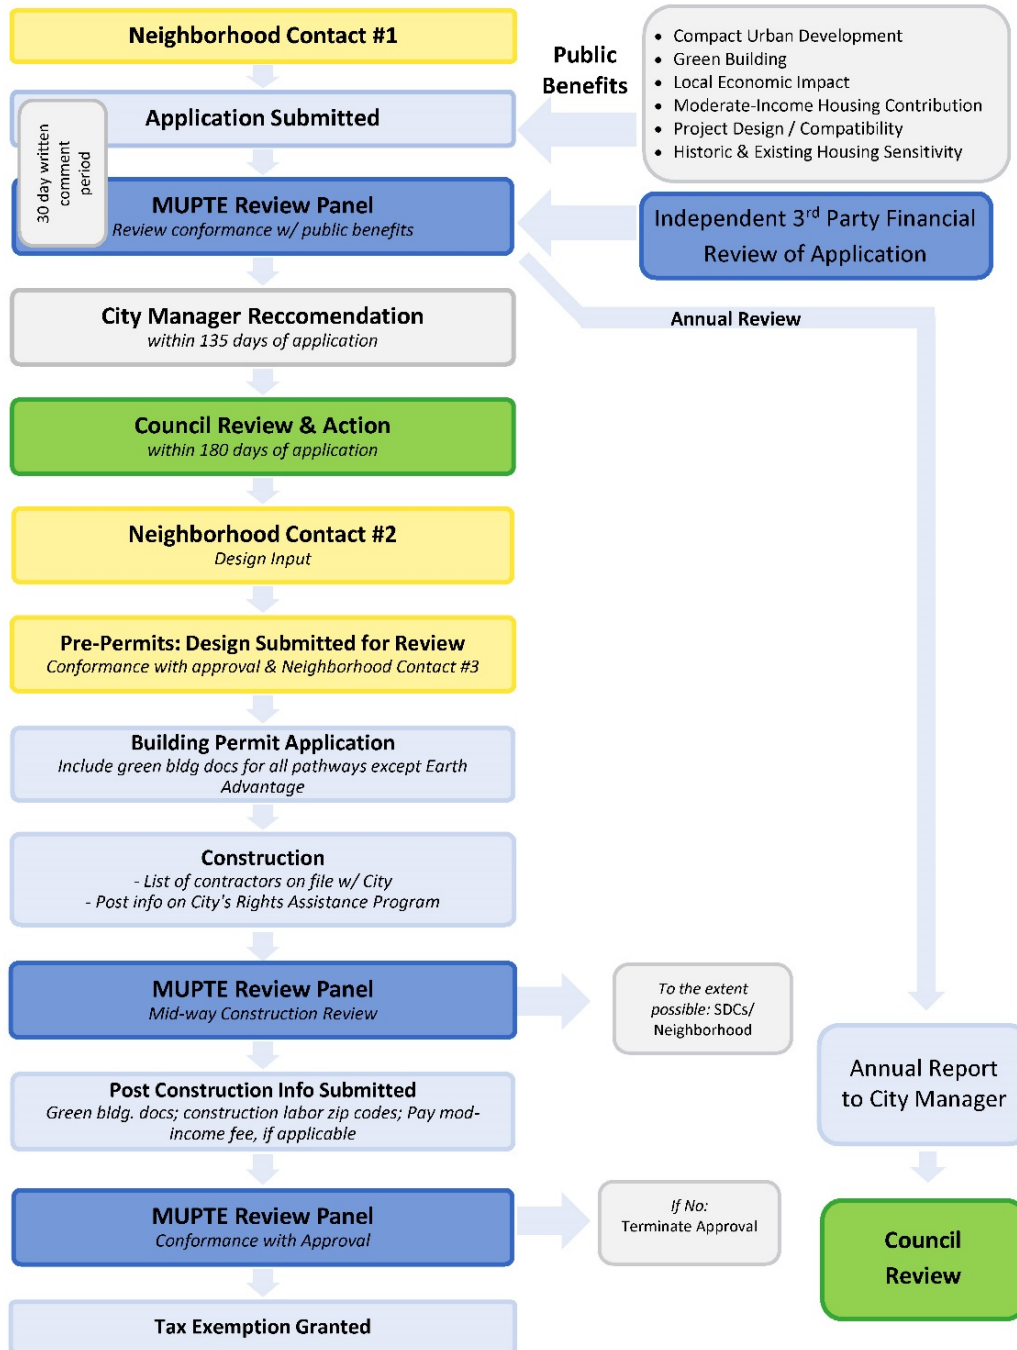 Neighborhood Contact #1
Public
Benefits
• Compact Urban Development
• Green Building
• Local Economic Impact
• Moderate-Income Housing Contribution
• Project Design / Compatibility
• Historic & Existing Housing Sensitivity
Application Submitted
30 day written
comment
period
MUPTE Review Panel
Review conformance w/ public benefits
Independent 3rd Party Financial
Review of Application
Annual Review
City Manager Reccomendation
within 135 days of application
Council Review & Action
within 180 days of application
Neighborhood Contact #2
Design Input
Pre-Permits: Design Submitted for Review
Conformance with approval & Neighborhood Contact #3
Building Permit Application
Include green bldg docs for all pathways except Earth
Advantage
Construction
- List of contractors on file w/ City
- Post info on City's Rights Assistance Program
MUPTE Review Panel
Mid-way Construction Review
To the extent
possible: SDCs/
Neighborhood
Post Construction Info Submitted
Green bldg. docs; construction labor zip codes; Pay mod-
income fee, if applicable
Annual Report
to City Manager
MUPTE Review Panel
Conformance with Approval
If No:
Terminate Approval
Council
Review
Tax Exemption Granted